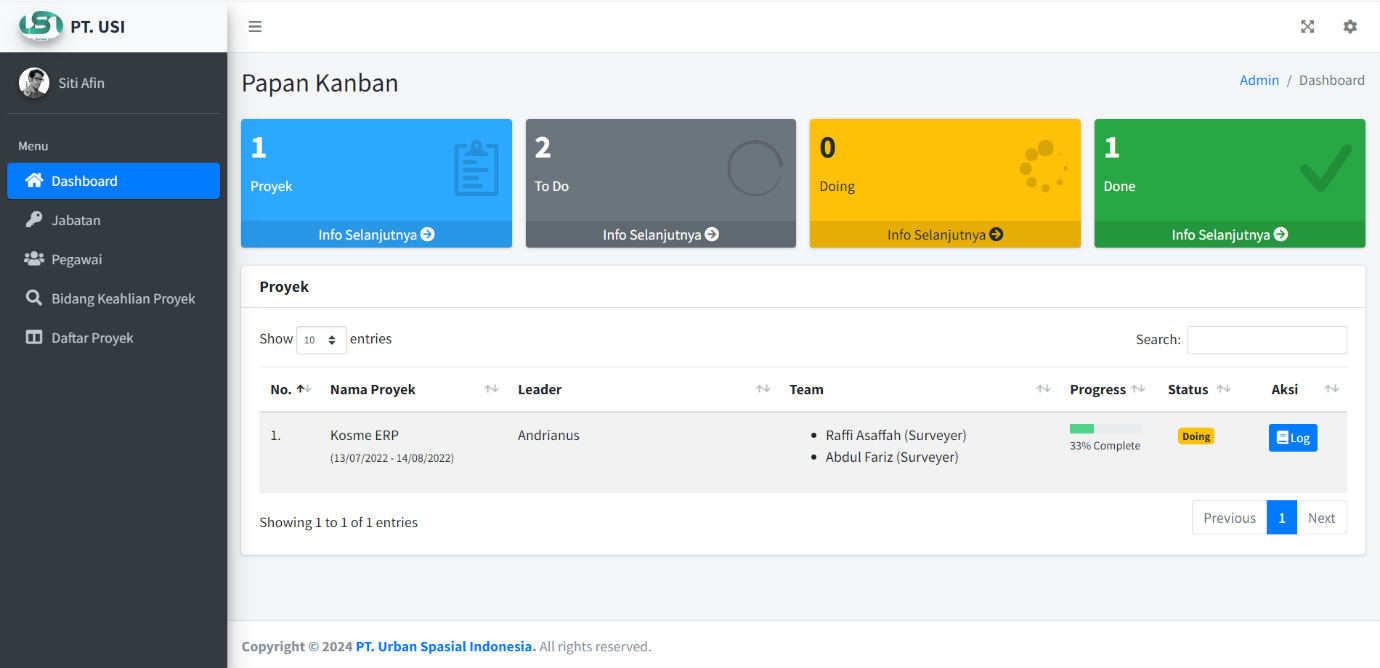 USI PT. USI
Siti Afin
Menu
Dashboard
Jabatan
Pegawai
Bidang Keahlian Proyek
Daftar Proyek
Papan Kanban
Admin / Dashboard
1
Proyek
Info Selanjutnya
2
To Do
Info Selanjutnya
0
Doing
Info Selanjutnya
1
Done
Info Selanjutnya
Proyek
Show 10 entries
Search:
No. Nama Proyek Leader Team Progress Status Aksi
1. Kosme ERP Andrianus Raffi Asaffah (Surveyer) Doing Log
(13/07/2022 - 14/08/2022) Abdul Fariz (Surveyer) 33% Complete
Showing 1 to 1 of 1 entries
Previous 1 Next
Copyright © 2024 PT. Urban Spasial Indonesia. All rights reserved.